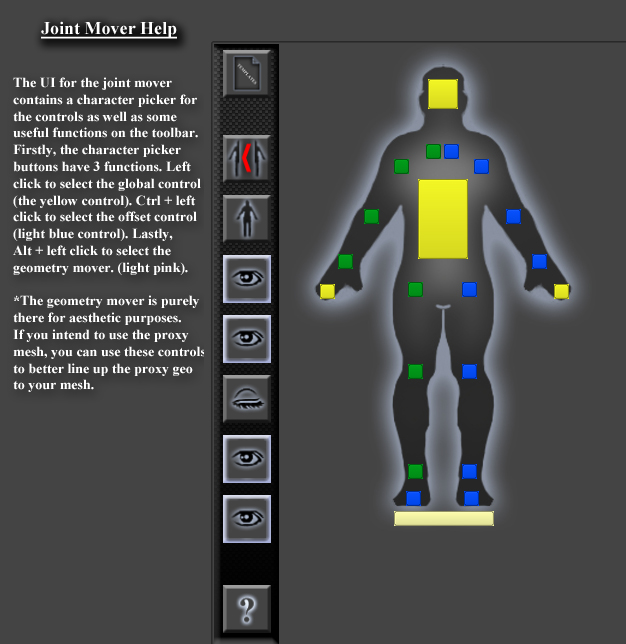 Joint Mover Help
The UI for the joint mover
contains a character picker for
the controls as well as some
useful functions on the toolbar.
Firstly, the character picker
buttons have 3 functions. Left
click to select the global control
(the yellow control). Ctrl + left
click to select the offset control
(light blue control). Lastly,
Alt + left click to select the
geometry mover. (light pink).
*The geometry mover is purely
there for aesthetic purposes.
If you intend to use the proxy
mesh, you can use these controls
to better line up the proxy geo
to your mesh.
TEMPLATES
?